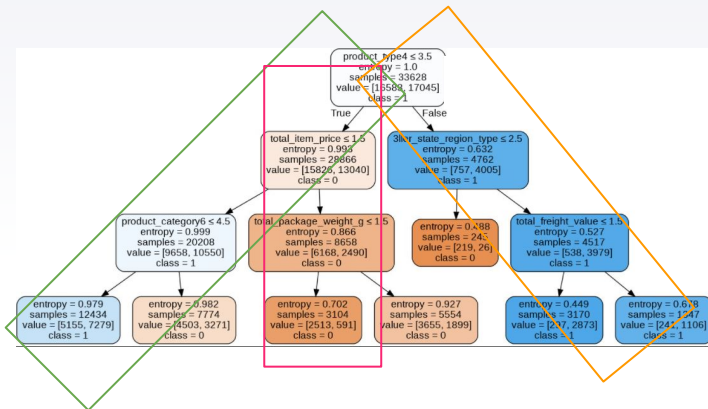 product_type4 ≤ 3.5
entropy = 1.0
samples = 33628
value = [16583, 17045]
class = 1
True
False
total_item_price ≤ 1.5
entropy = 0.993
samples = 28866
value = [15826, 13040]
class = 0
3ller_state_region_type ≤ 2.5
entropy = 0.632
samples = 4762
value = [757, 4005]
class = 1
product_category6 ≤ 4.5
entropy = 0.999
samples = 20208
value = [9658, 10550]
class = 1
total_package_weight_g ≤ 1.5
entropy = 0.866
samples = 8658
value = [6168, 2490]
class = 0
entropy = 0.488
samples = 245
value = [219, 26]
class = 0
total_freight_value ≤ 1.5
entropy = 0.527
samples = 4517
value = [538, 3979]
class = 1
entropy = 0.979
samples = 12434
value = [5155, 7279]
class = 1
entropy = 0.982
samples = 7774
value = [4503, 3271]
class = 0
entropy = 0.702
samples = 3104
value = [2513, 591]
class = 0
entropy = 0.927
samples = 5554
value = [3655, 1899]
class = 0
entropy = 0.449
samples = 3170
value = [297, 2873]
class = 1
entropy = 0.678
samples = 1347
value = [241, 1106]
class = 1